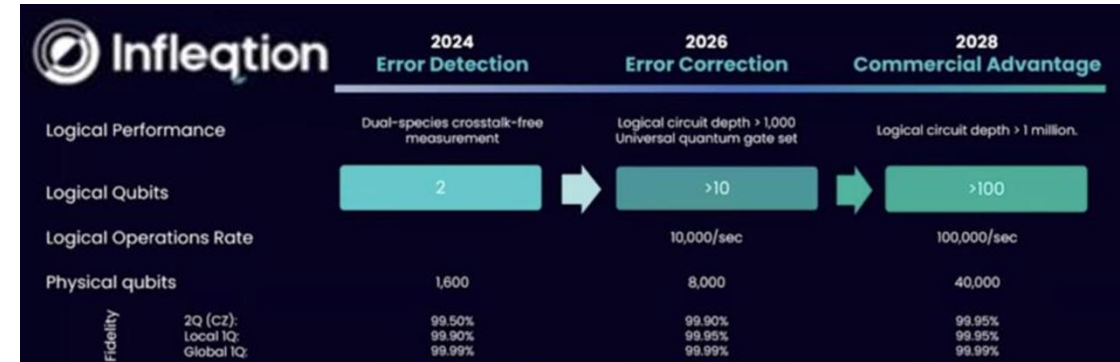 Infleqtion
2024 2026 2028
Error Detection Error Correction Commercial Advantage
Logical Performance
Dual-species crosstalk-free
measurement
Logical circuit depth > 1,000
Universal quantum gate set
Logical circuit depth > 1 million.
Logical Qubits 2 >10 >100
Logical Operations Rate 10,000/sec 100,000/sec
Physical qubits 1,600 8,000 40,000
Fidelity
2Q (CZ): 99.50% 99.90% 99.95%
Local 1Q: 99.90% 99.95% 99.95%
Global 1Q: 99.99% 99.99% 99.99%